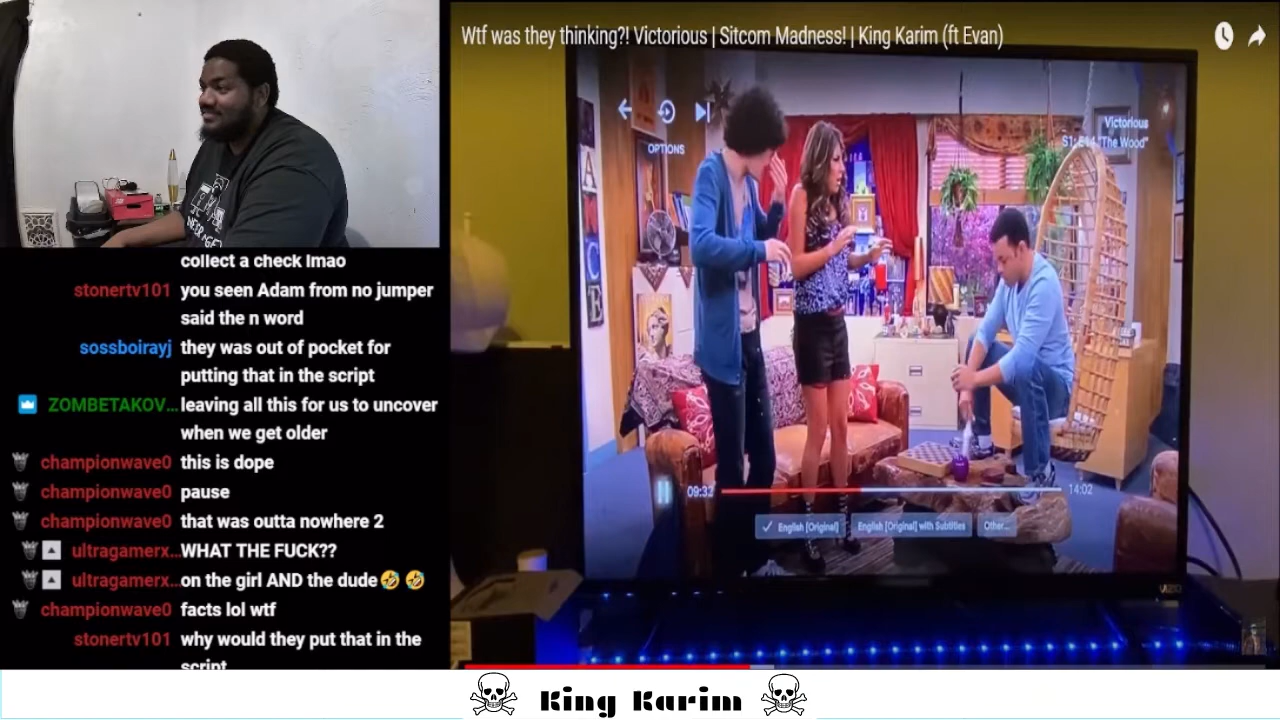 Wtf was they thinking?! Victorious | Sitcom Madness! | King Karim (ft Evan)
OPTIONS
Victorious
S1: E14 "The Wood"
09:32
14:02
English [Original]
English [Original] with Subtitles
Other...
VIZIO
collect a check lmao
stonertv101 you seen Adam from no jumper
said the n word
sossboirayj they was out of pocket for
putting that in the script
ZOMBETAKOV... leaving all this for us to uncover
when we get older
championwave0 this is dope
championwave0 pause
championwave0 that was outta nowhere 2
ultragamerx... WHAT THE FUCK??
ultragamerx... on the girl AND the dude🤣 🤣
championwave0 facts lol wtf
stonertv101 why would they put that in the
script
King Karim